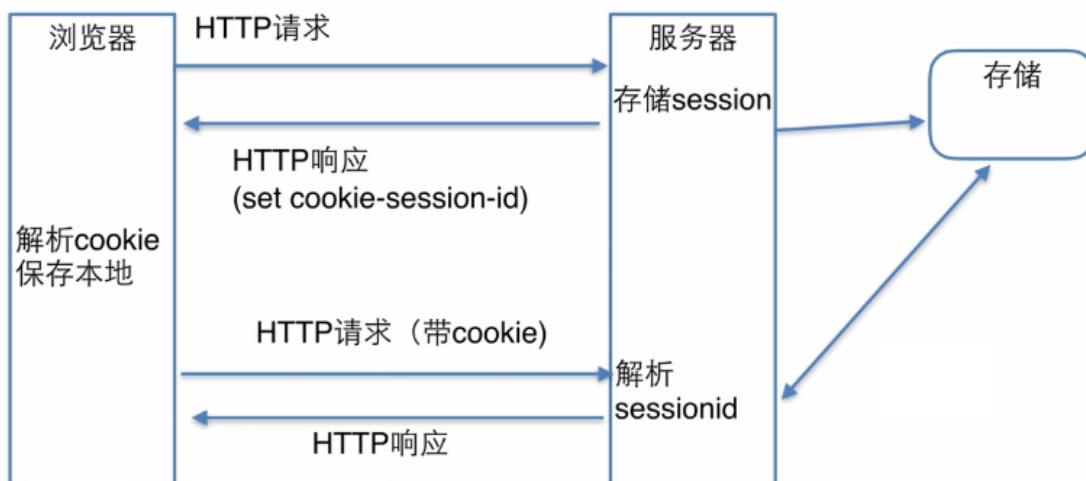 浏览器
HTTP请求
服务器
存储
存储session
HTTP响应
(set cookie-session-id)
解析cookie
保存本地
HTTP请求（带cookie)
解析
sessionid
HTTP响应